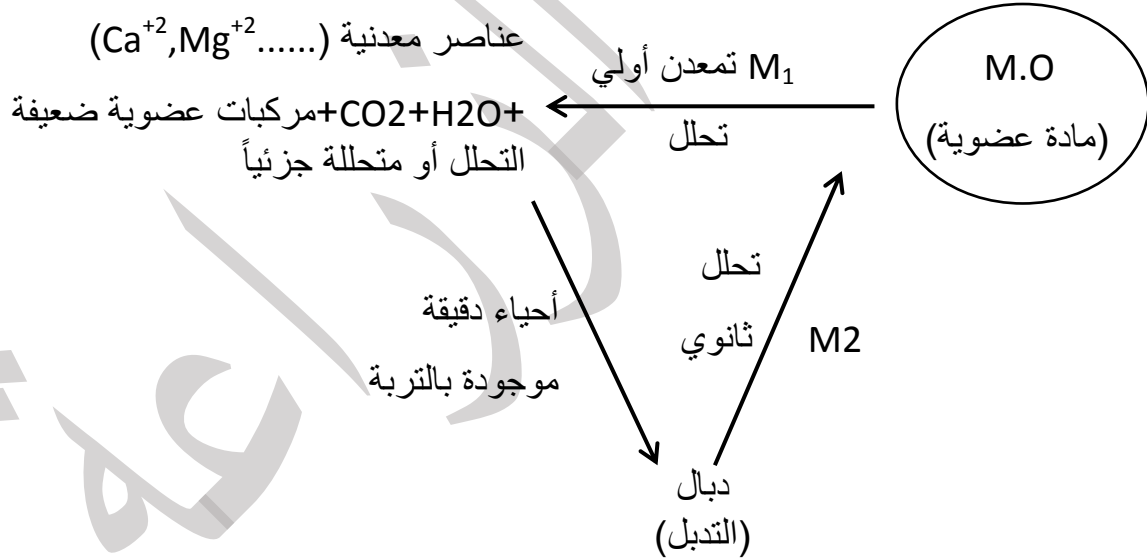 M.O
(مادة عضوية)
M₁ تمعدن أولي
تحلل
عناصر معدنية (Ca⁺²,Mg⁺²......)
+CO2+H2O+مركبات عضوية ضعيفة
التحلل أو متحللة جزئياً
أحياء دقيقة
موجودة بالتربة
تحلل
ثانوي
M2
دبال
(التدبل)
الزراعة